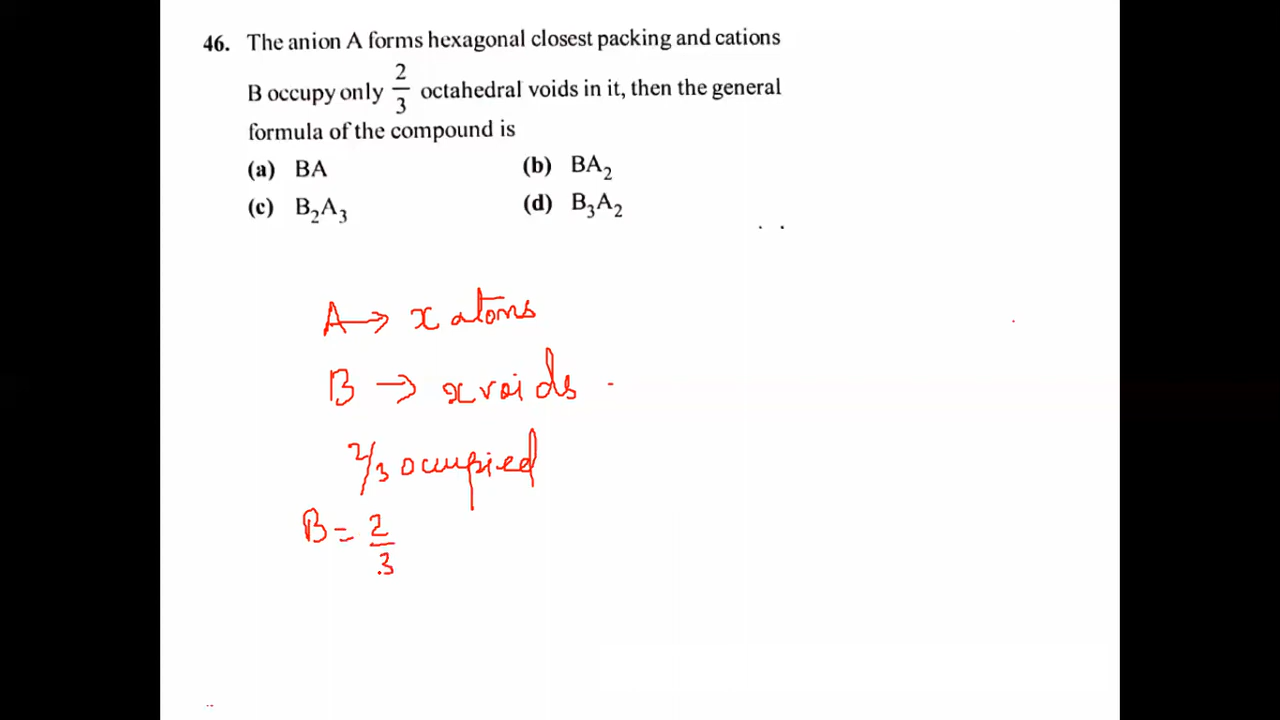 46. The anion A forms hexagonal closest packing and cations
B occupy only 2/3 octahedral voids in it, then the general
formula of the compound is
(a) BA (b) BA₂
(c) B₂A₃ (d) B₃A₂
A → x atoms
B → x voids
2/3 occupied
B = 2/3